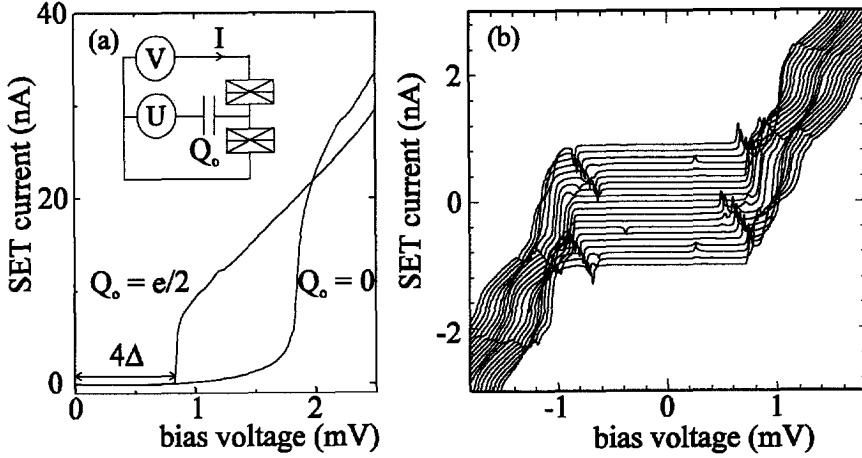 40
(a)
I
V
U
Q₀
SET current (nA)
20
Q₀ = e/2
Q₀ = 0
4Δ
0
0
1
2
bias voltage (mV)
(b)
SET current (nA)
2
0
-2
-1
0
1
bias voltage (mV)